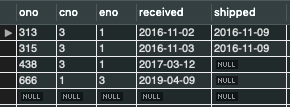 ono cno eno received shipped
313 3 1 2016-11-02 2016-11-09
315 3 1 2016-11-03 2016-11-09
438 3 1 2017-03-12 NULL
666 1 3 2019-04-09 NULL
NULL NULL NULL NULL NULL